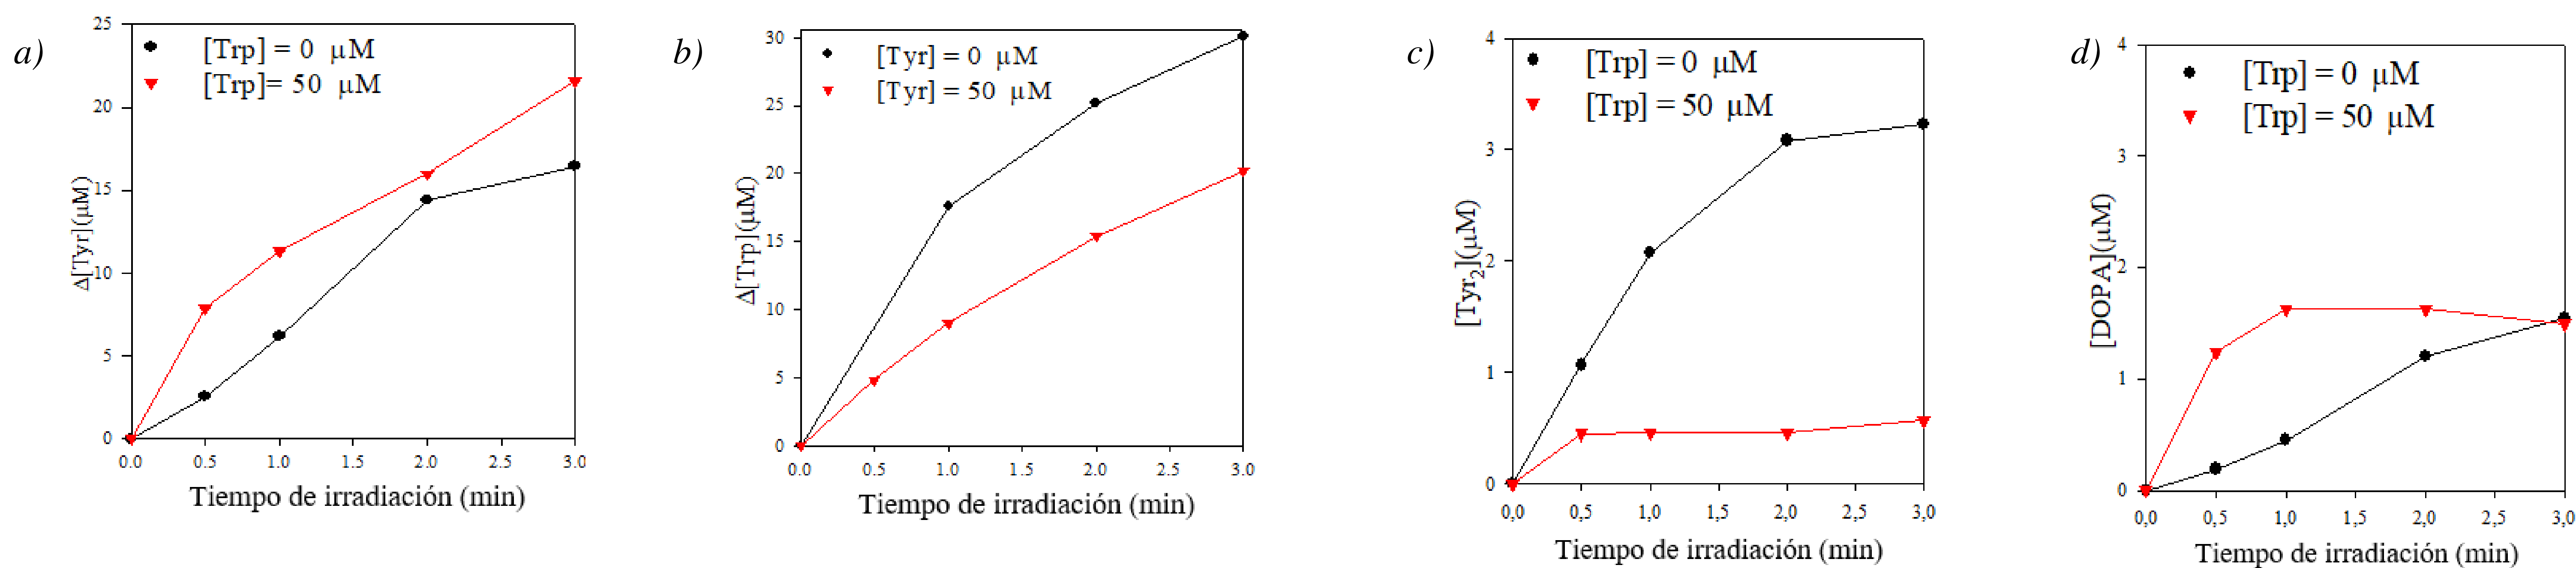 a)
25
20
15
10
5
0
Δ[Tyr](µM)
[Trp] = 0 µM
[Trp]= 50 µM
0.0 0.5 1.0 1.5 2.0 2.5 3.0
Tiempo de irradiación (min)
b)
30
25
20
15
10
5
0
Δ[Trp](µM)
[Tyr] = 0 µM
[Tyr] = 50 µM
0.0 0.5 1.0 1.5 2.0 2.5 3.0
Tiempo de irradiación (min)
c)
4
3
2
1
0
[Tyr₂](µM)
[Trp] = 0 µM
[Trp] = 50 µM
0,0 0,5 1,0 1,5 2,0 2,5 3,0
Tiempo de irradiación (min)
d)
4
3
2
1
0
[DOPA](µM)
[Trp] = 0 µM
[Trp] = 50 µM
0,0 0,5 1,0 1,5 2,0 2,5 3,0
Tiempo de irradiación (min)